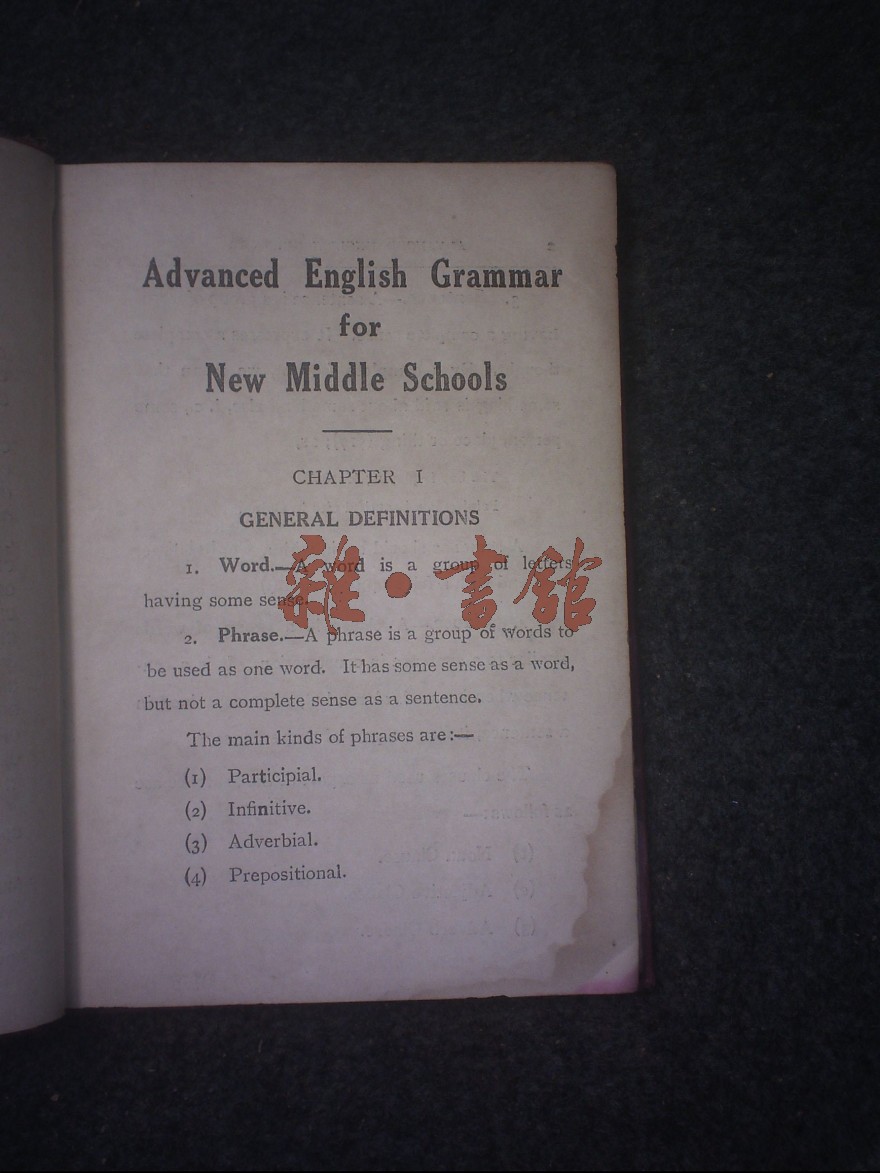 Advanced English Grammar
for
New Middle Schools
CHAPTER I
GENERAL DEFINITIONS
1. Word.—A word is a group of letters
having some sense.
雜·書館
2. Phrase.—A phrase is a group of words to
be used as one word. It has some sense as a word,
but not a complete sense as a sentence.
The main kinds of phrases are:—
(1) Participial.
(2) Infinitive.
(3) Adverbial.
(4) Prepositional.